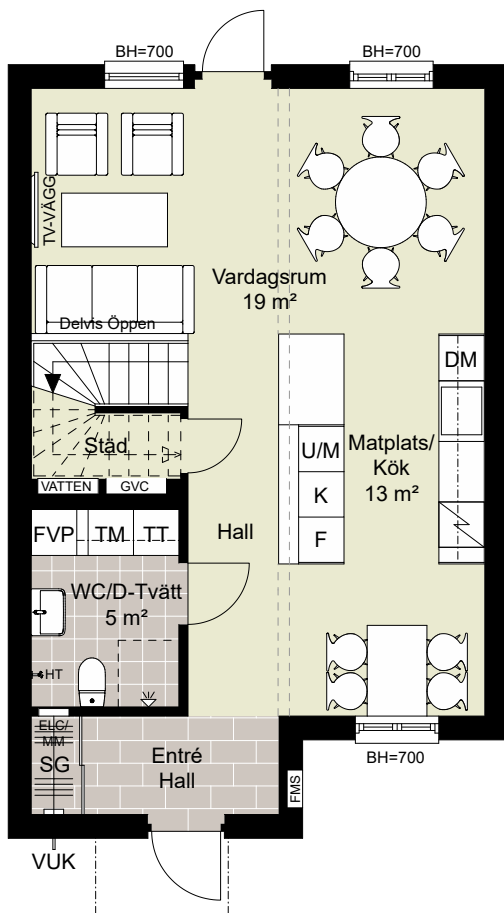 BH=700
BH=700
TV-VÄGG
Vardagsrum
19 m²
Delvis Öppen
DM
Städ
U/M
Matplats/
Kök
13 m²
K
F
VATTEN
GVC
FVP
TM
TT
Hall
WC/D-Tvätt
5 m²
HT
ELC/
MM
SG
Entré
Hall
BH=700
FMS
VUK